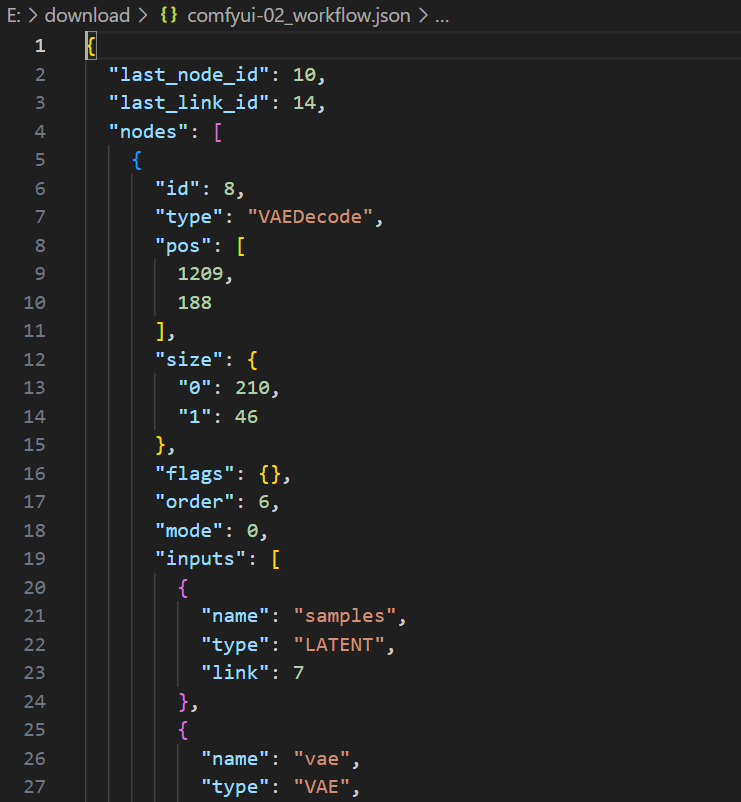 E: > download > {} comfyui-02_workflow.json > ...
1 {
2 "last_node_id": 10,
3 "last_link_id": 14,
4 "nodes": [
5 {
6 "id": 8,
7 "type": "VAEDecode",
8 "pos": [
9 1209,
10 188
11 ],
12 "size": {
13 "0": 210,
14 "1": 46
15 },
16 "flags": {},
17 "order": 6,
18 "mode": 0,
19 "inputs": [
20 {
21 "name": "samples",
22 "type": "LATENT",
23 "link": 7
24 },
25 {
26 "name": "vae",
27 "type": "VAE",